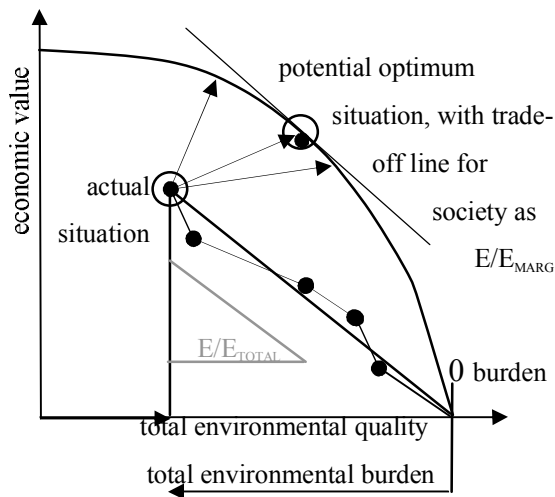 economic value
potential optimum
situation, with trade-
off line for
society as
E/E_MARG
actual
situation
E/E_TOTAL
0 burden
total environmental quality
total environmental burden